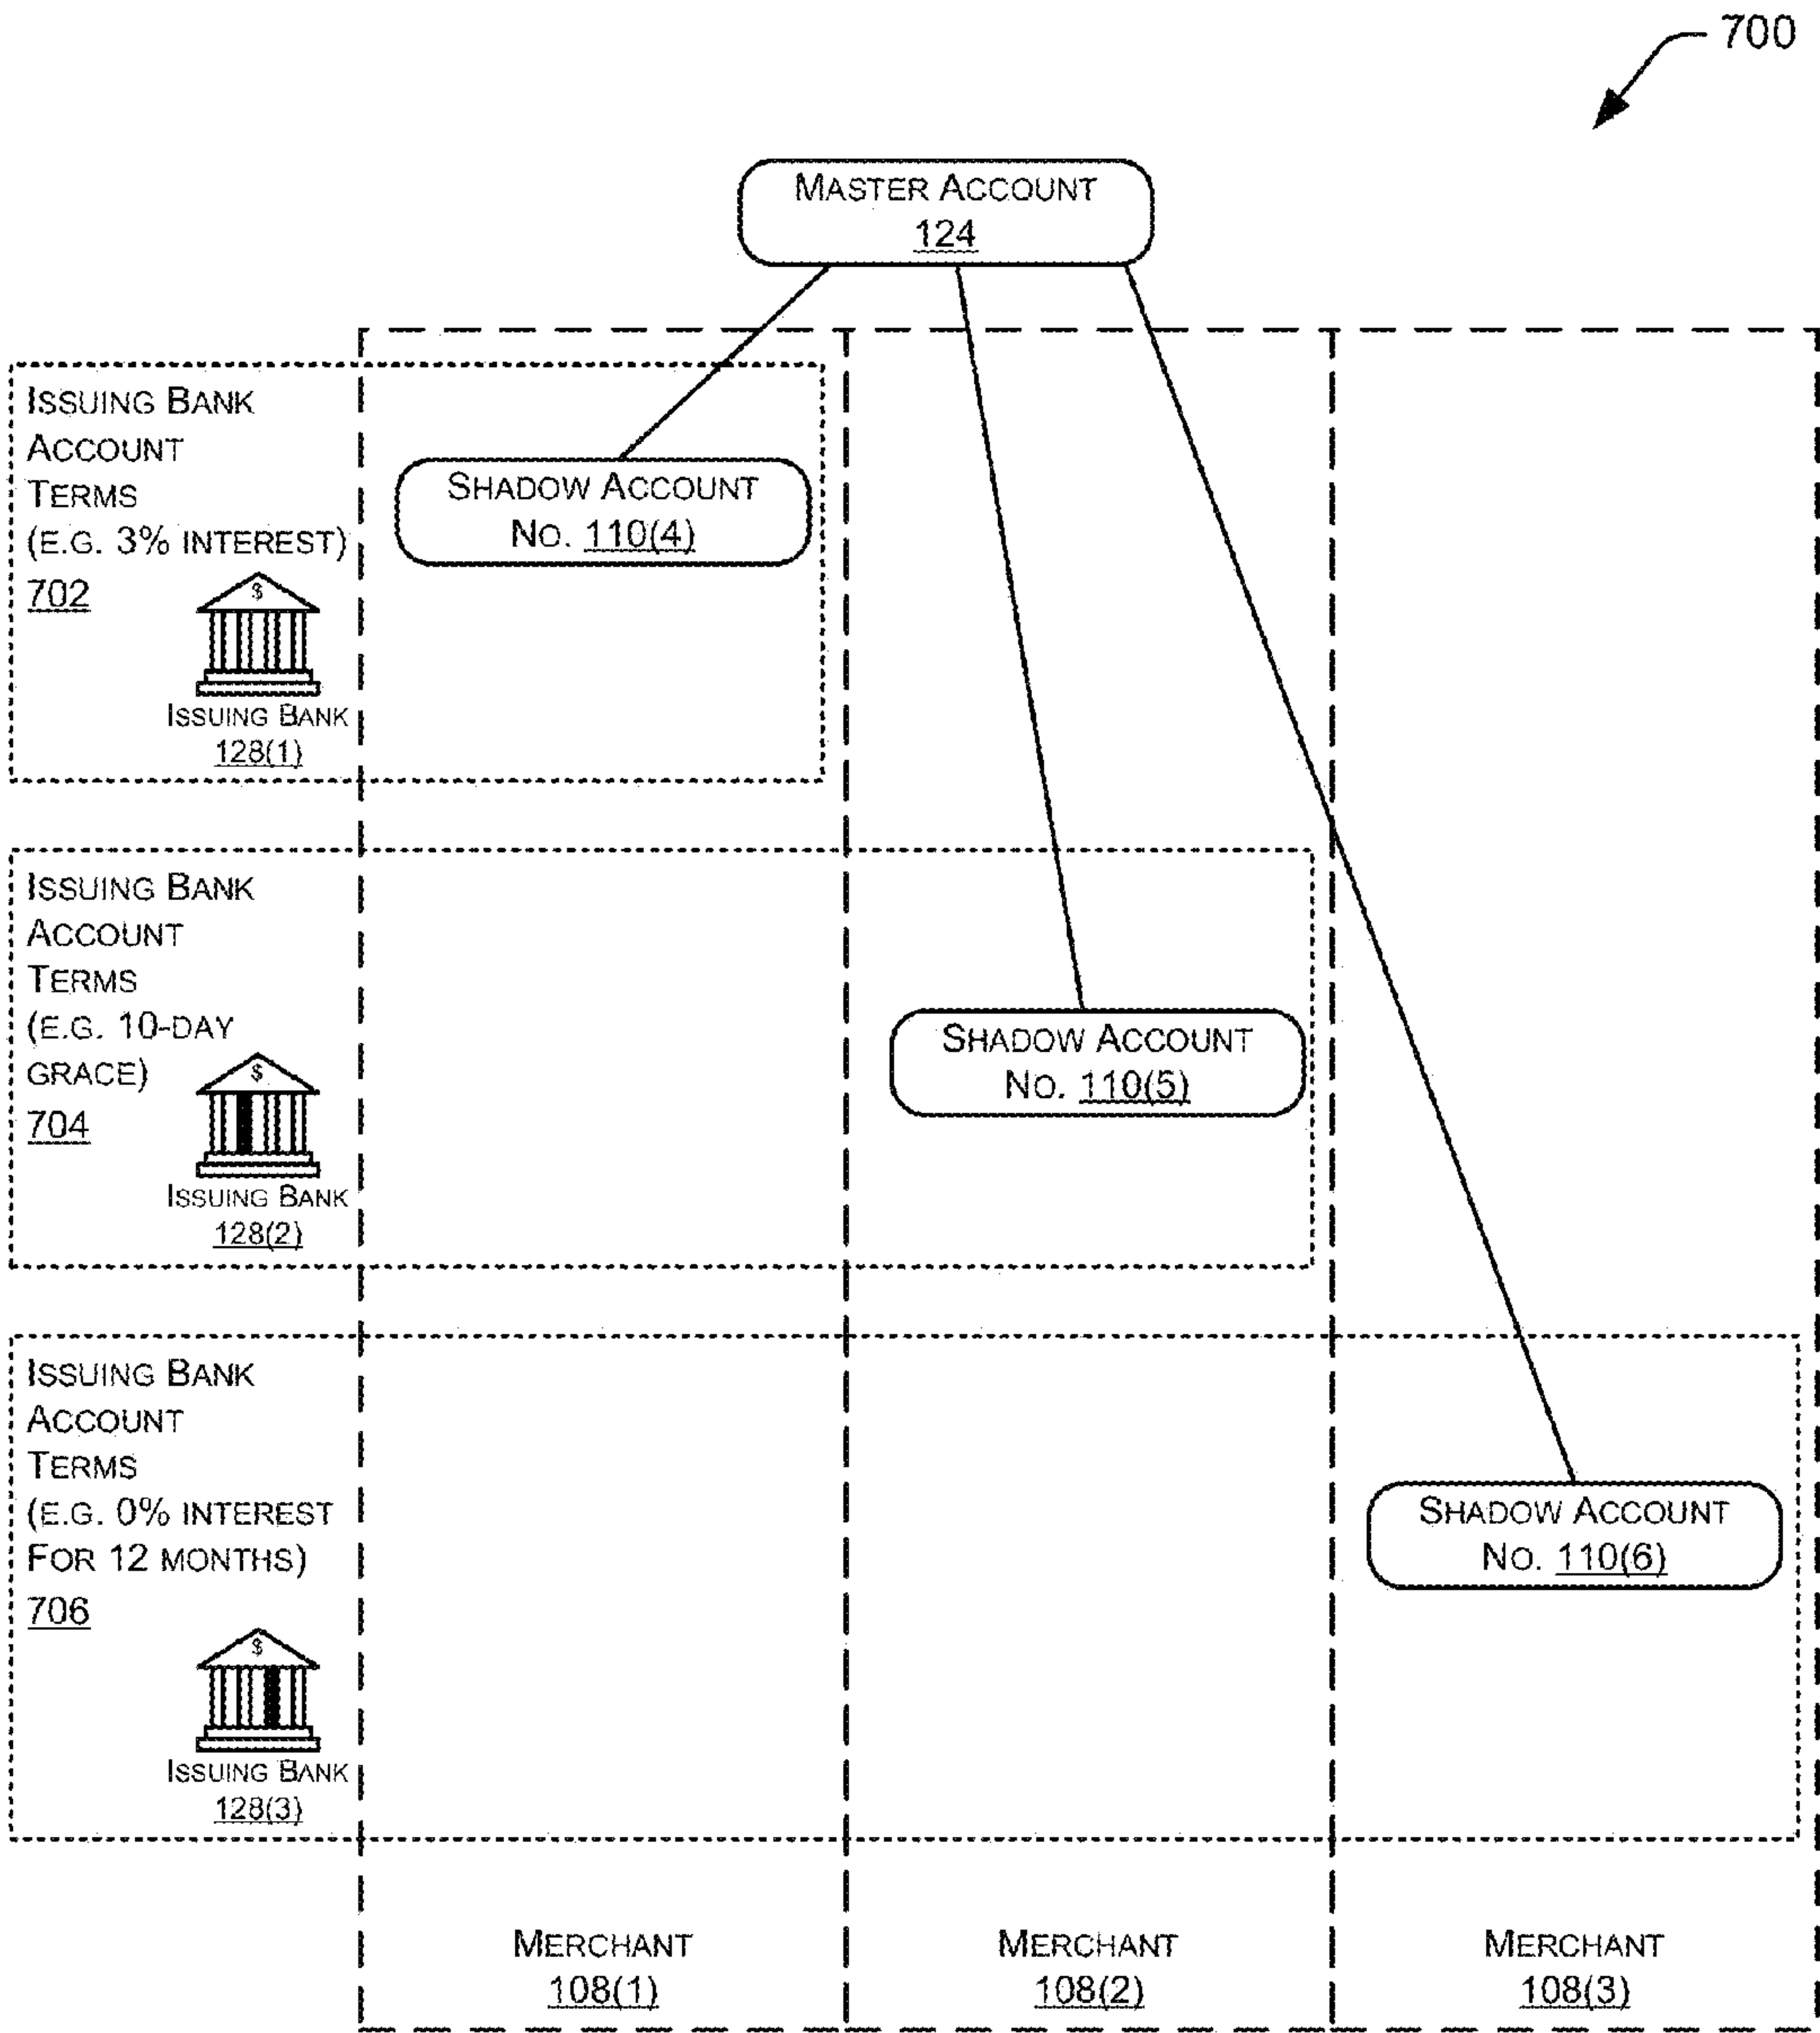 700
MASTER ACCOUNT
124
ISSUING BANK
ACCOUNT
TERMS
(E.G. 3% INTEREST)
702
$
ISSUING BANK
128(1)
SHADOW ACCOUNT
NO. 110(4)
ISSUING BANK
ACCOUNT
TERMS
(E.G. 10-DAY
GRACE)
704
$
ISSUING BANK
128(2)
SHADOW ACCOUNT
NO. 110(5)
ISSUING BANK
ACCOUNT
TERMS
(E.G. 0% INTEREST
FOR 12 MONTHS)
706
$
ISSUING BANK
128(3)
SHADOW ACCOUNT
NO. 110(6)
MERCHANT
108(1)
MERCHANT
108(2)
MERCHANT
108(3)